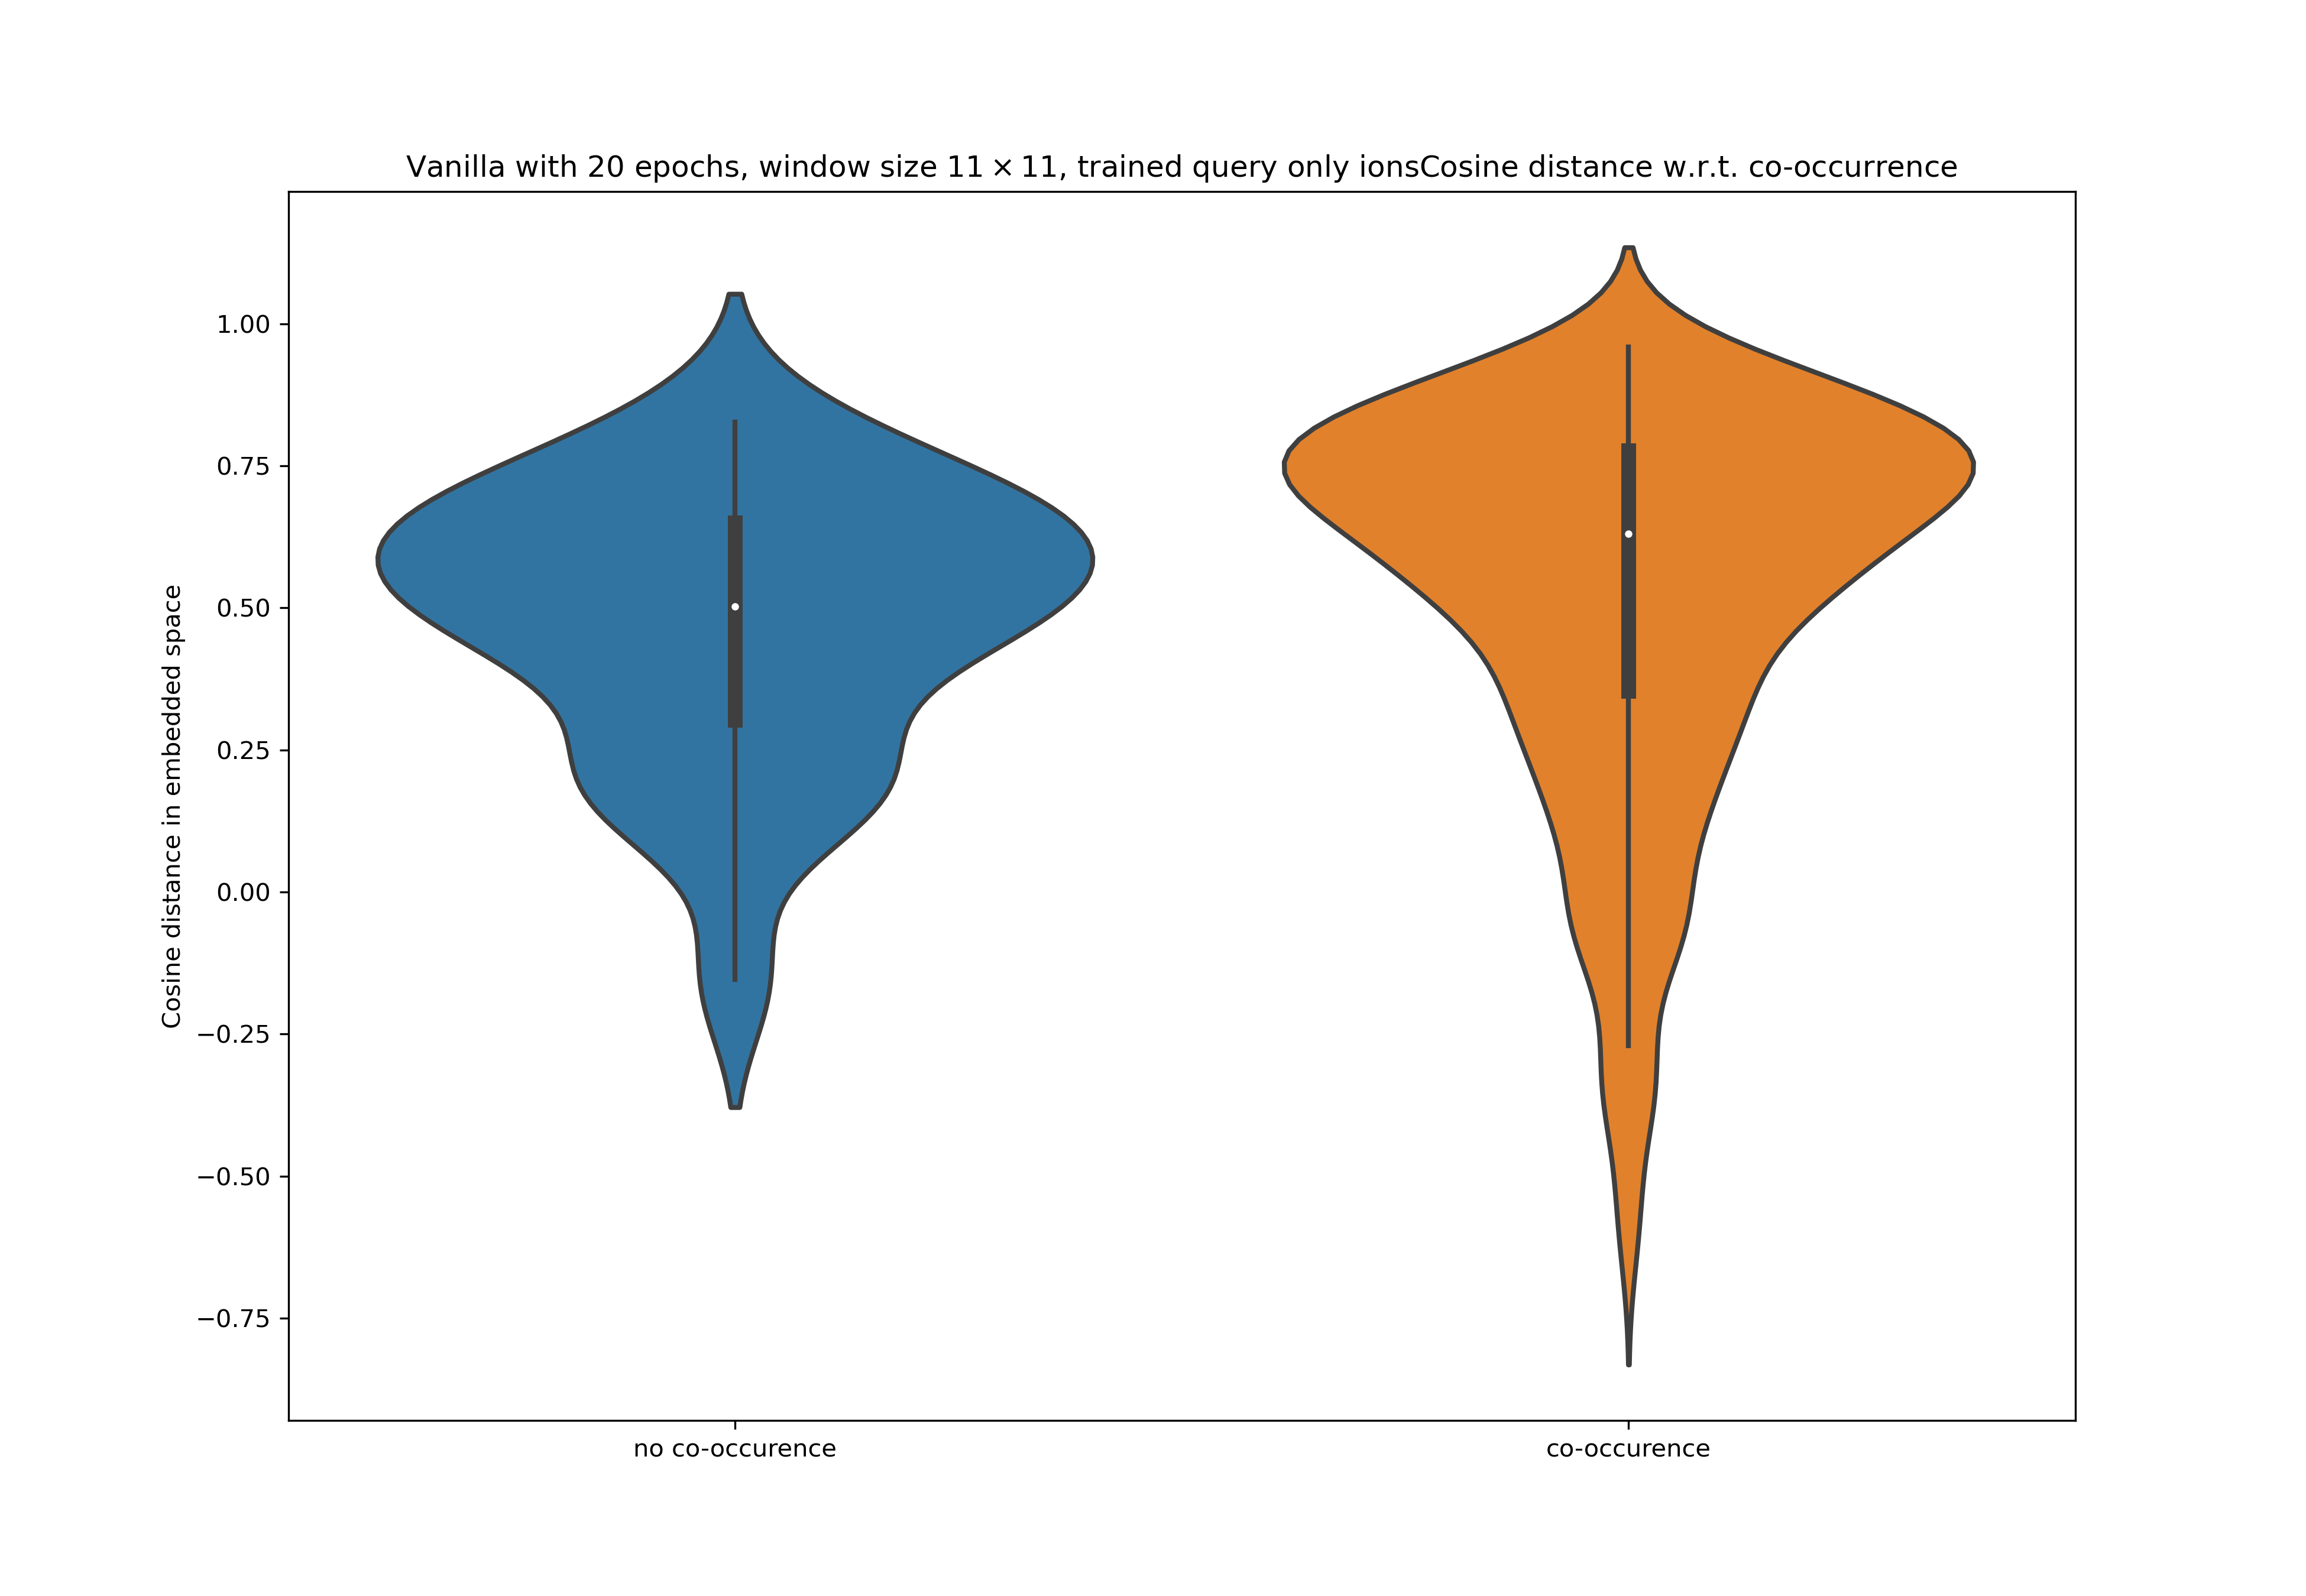 Vanilla with 20 epochs, window size 11 × 11, trained query only ionsCosine distance w.r.t. co-occurrence
Cosine distance in embedded space
1.00
0.75
0.50
0.25
0.00
−0.25
−0.50
−0.75
no co-occurence
co-occurence